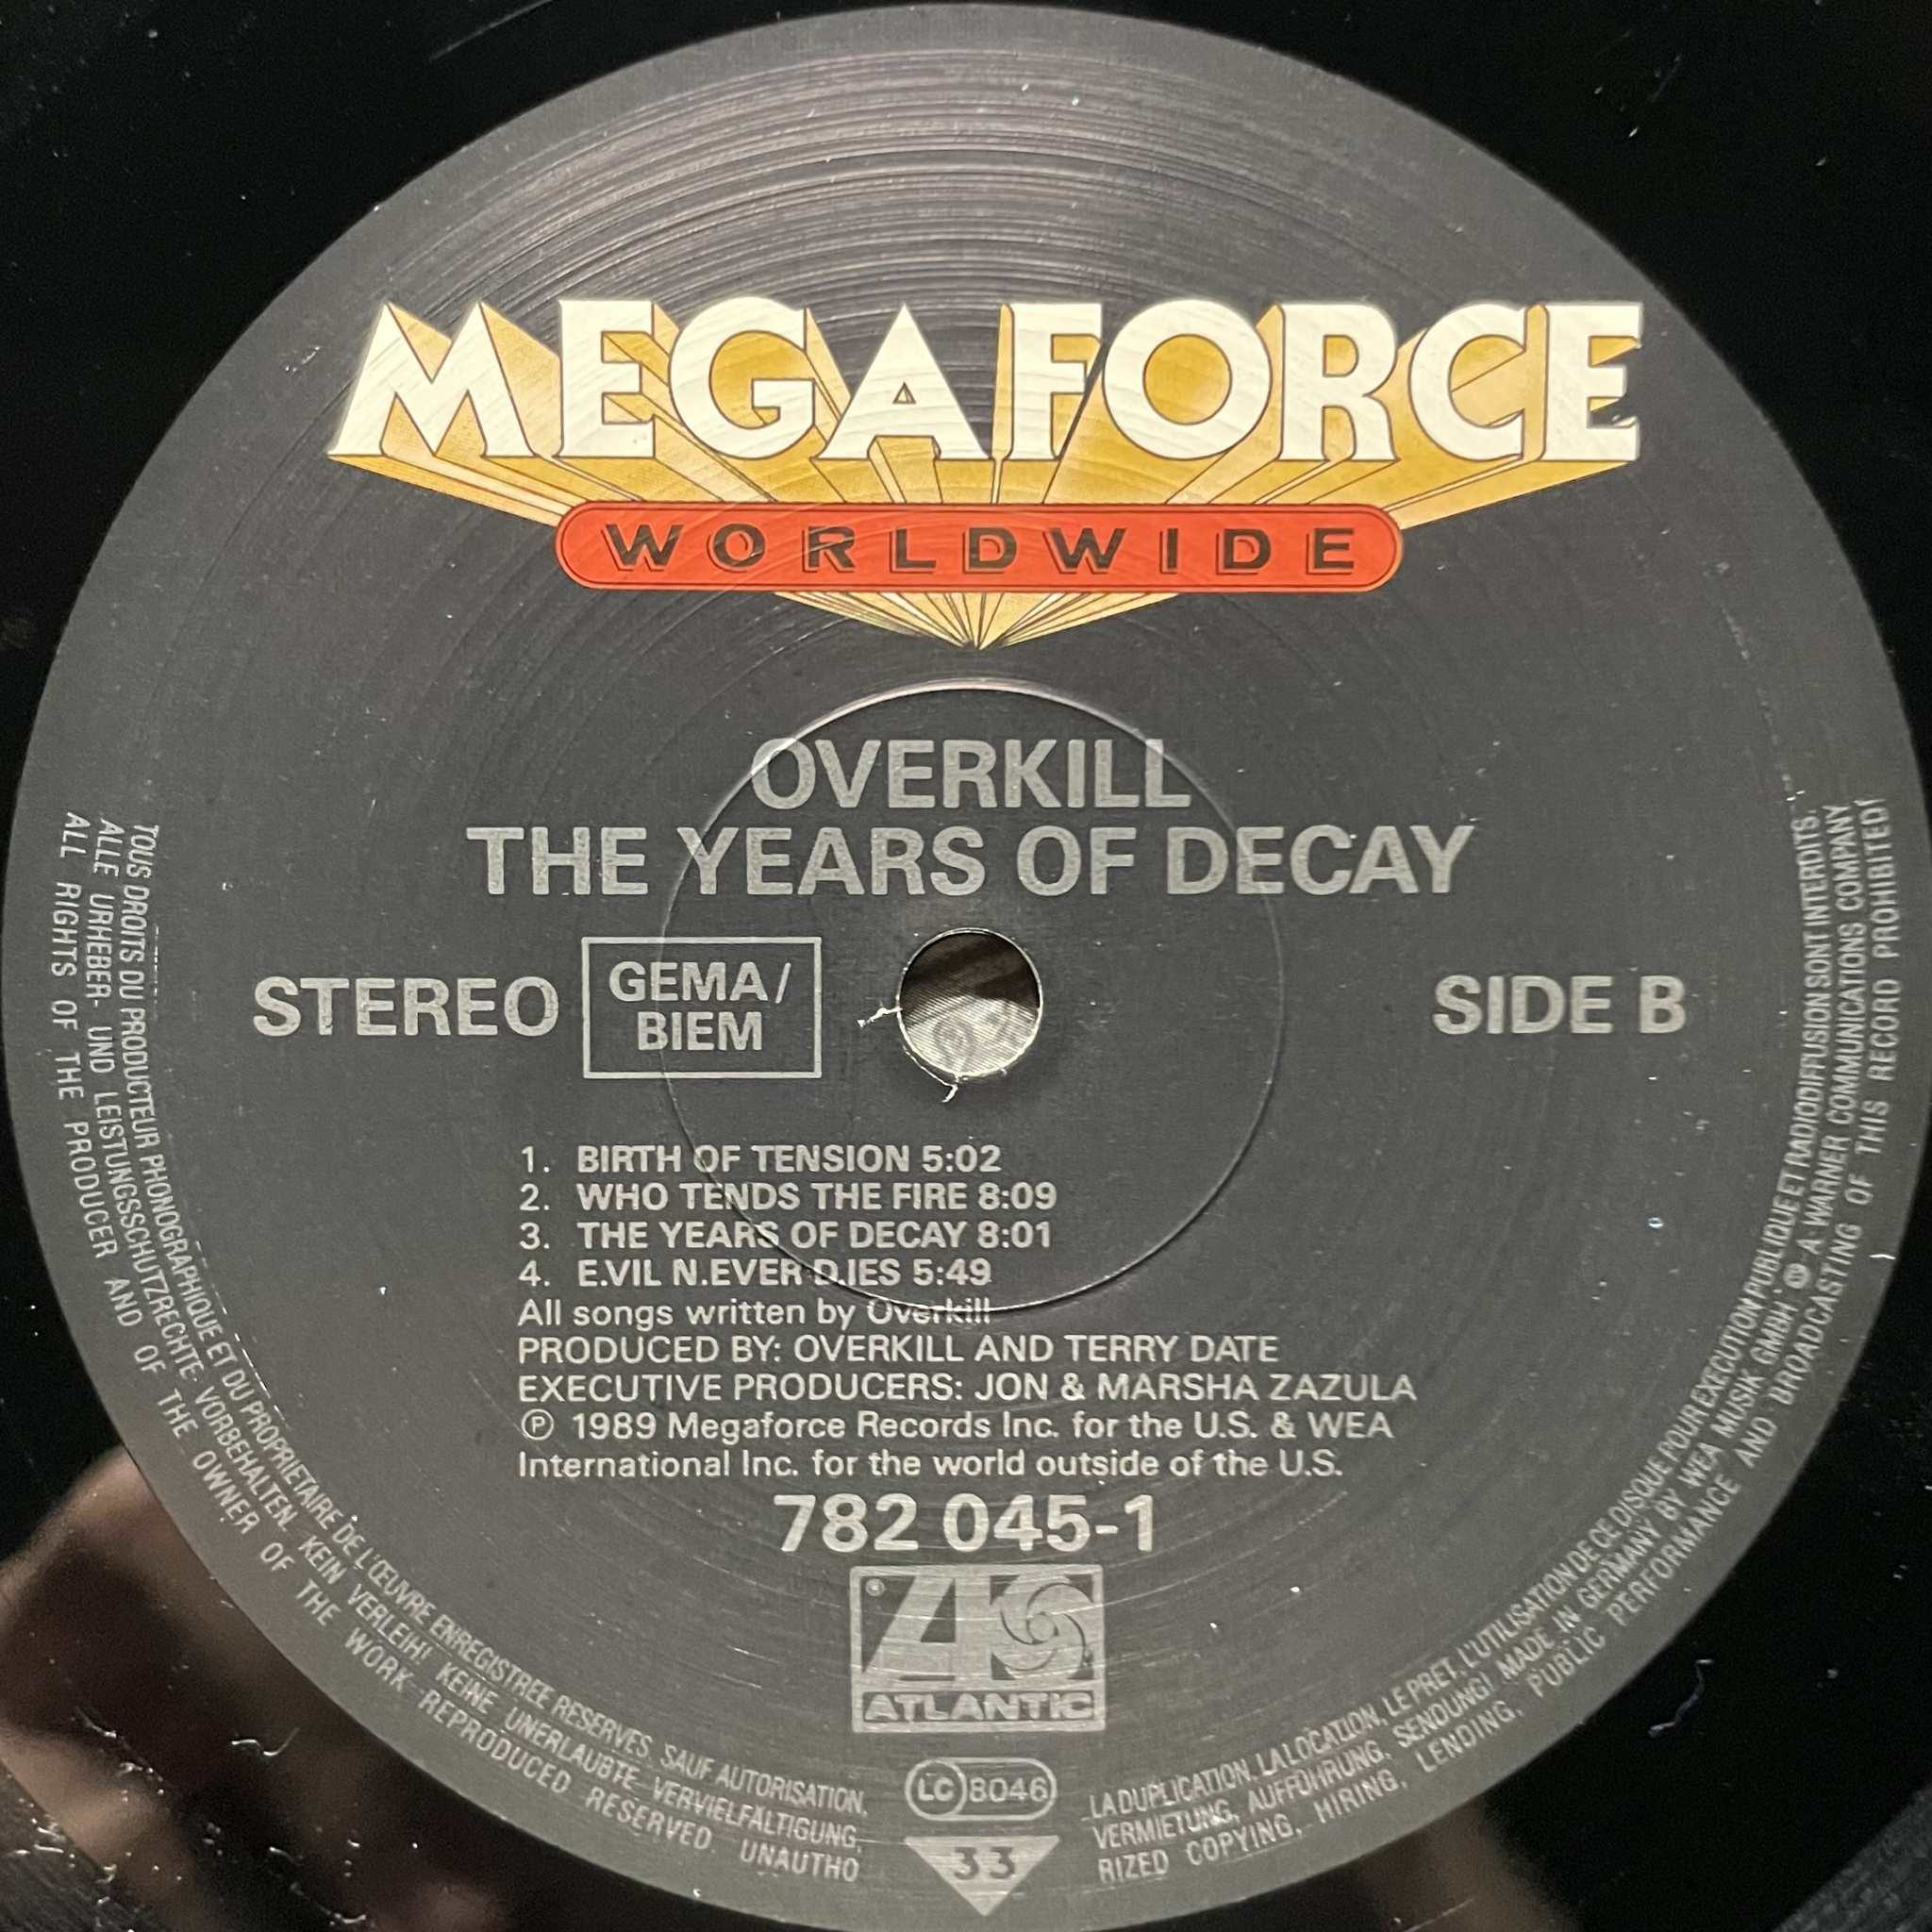 MEGAFORCE
WORLDWIDE
OVERKILL
THE YEARS OF DECAY
STEREO
GEMA/
BIEM
SIDE B
1. BIRTH OF TENSION 5:02
2. WHO TENDS THE FIRE 8:09
3. THE YEARS OF DECAY 8:01
4. E.VIL N.EVER D.IES 5:49
All songs written by Overkill
PRODUCED BY: OVERKILL AND TERRY DATE
EXECUTIVE PRODUCERS: JON & MARSHA ZAZULA
℗ 1989 Megaforce Records Inc. for the U.S. & WEA
International Inc. for the world outside of the U.S.
782 045-1
®
ATLANTIC
LC 8046
33
TOUS DROITS DU PRODUCTEUR PHONOGRAPHIQUE ET DU PROPRIETAIRE DE L'ŒUVRE ENREGISTREE RESERVES. SAUF AUTORISATION, LA DUPLICATION, LA LOCATION, LE PRET, L'UTILISATION DE CE DISQUE POUR EXECUTION PUBLIQUE ET RADIODIFFUSION SONT INTERDITS.
ALLE URHEBER- UND LEISTUNGSSCHUTZRECHTE VORBEHALTEN. KEIN VERLEIH! KEINE UNERLAUBTE VERVIELFÄLTIGUNG, VERMIETUNG, AUFFÜHRUNG, SENDUNG! MADE IN GERMANY BY WEA MUSIK GMBH. A WARNER COMMUNICATIONS COMPANY
ALL RIGHTS OF THE PRODUCER AND OF THE OWNER OF THE WORK REPRODUCED RESERVED. UNAUTHORIZED COPYING, HIRING, LENDING, PUBLIC PERFORMANCE AND BROADCASTING OF THIS RECORD PROHIBITED!